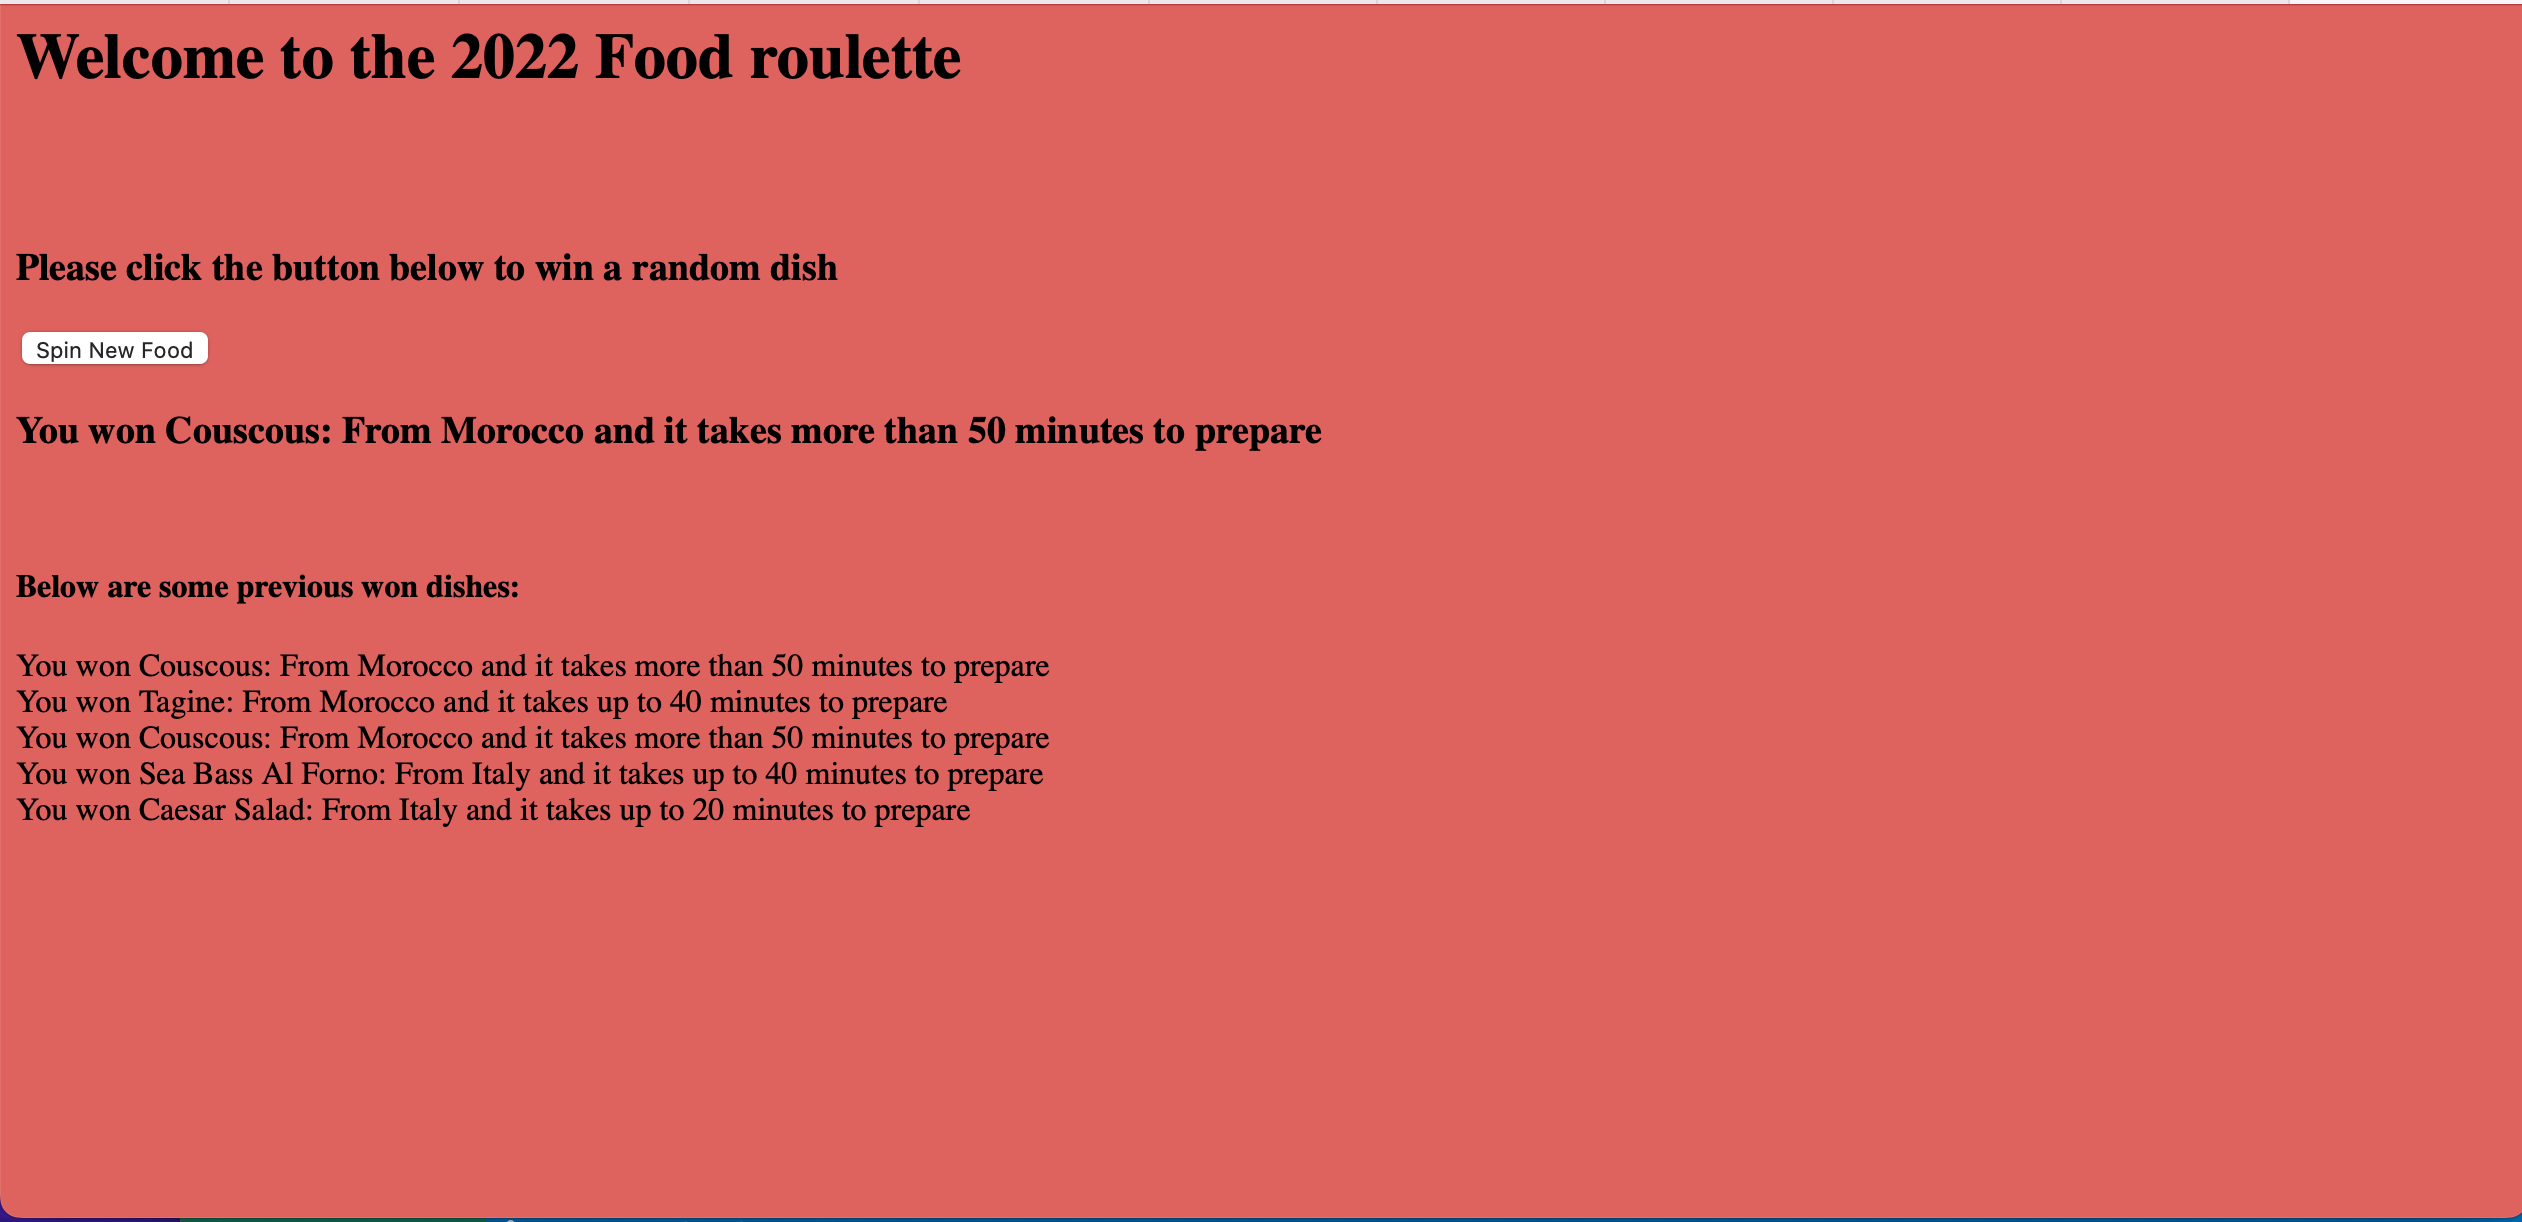 Welcome to the 2022 Food roulette
Please click the button below to win a random dish
Spin New Food
You won Couscous: From Morocco and it takes more than 50 minutes to prepare
Below are some previous won dishes:
You won Couscous: From Morocco and it takes more than 50 minutes to prepare
You won Tagine: From Morocco and it takes up to 40 minutes to prepare
You won Couscous: From Morocco and it takes more than 50 minutes to prepare
You won Sea Bass Al Forno: From Italy and it takes up to 40 minutes to prepare
You won Caesar Salad: From Italy and it takes up to 20 minutes to prepare